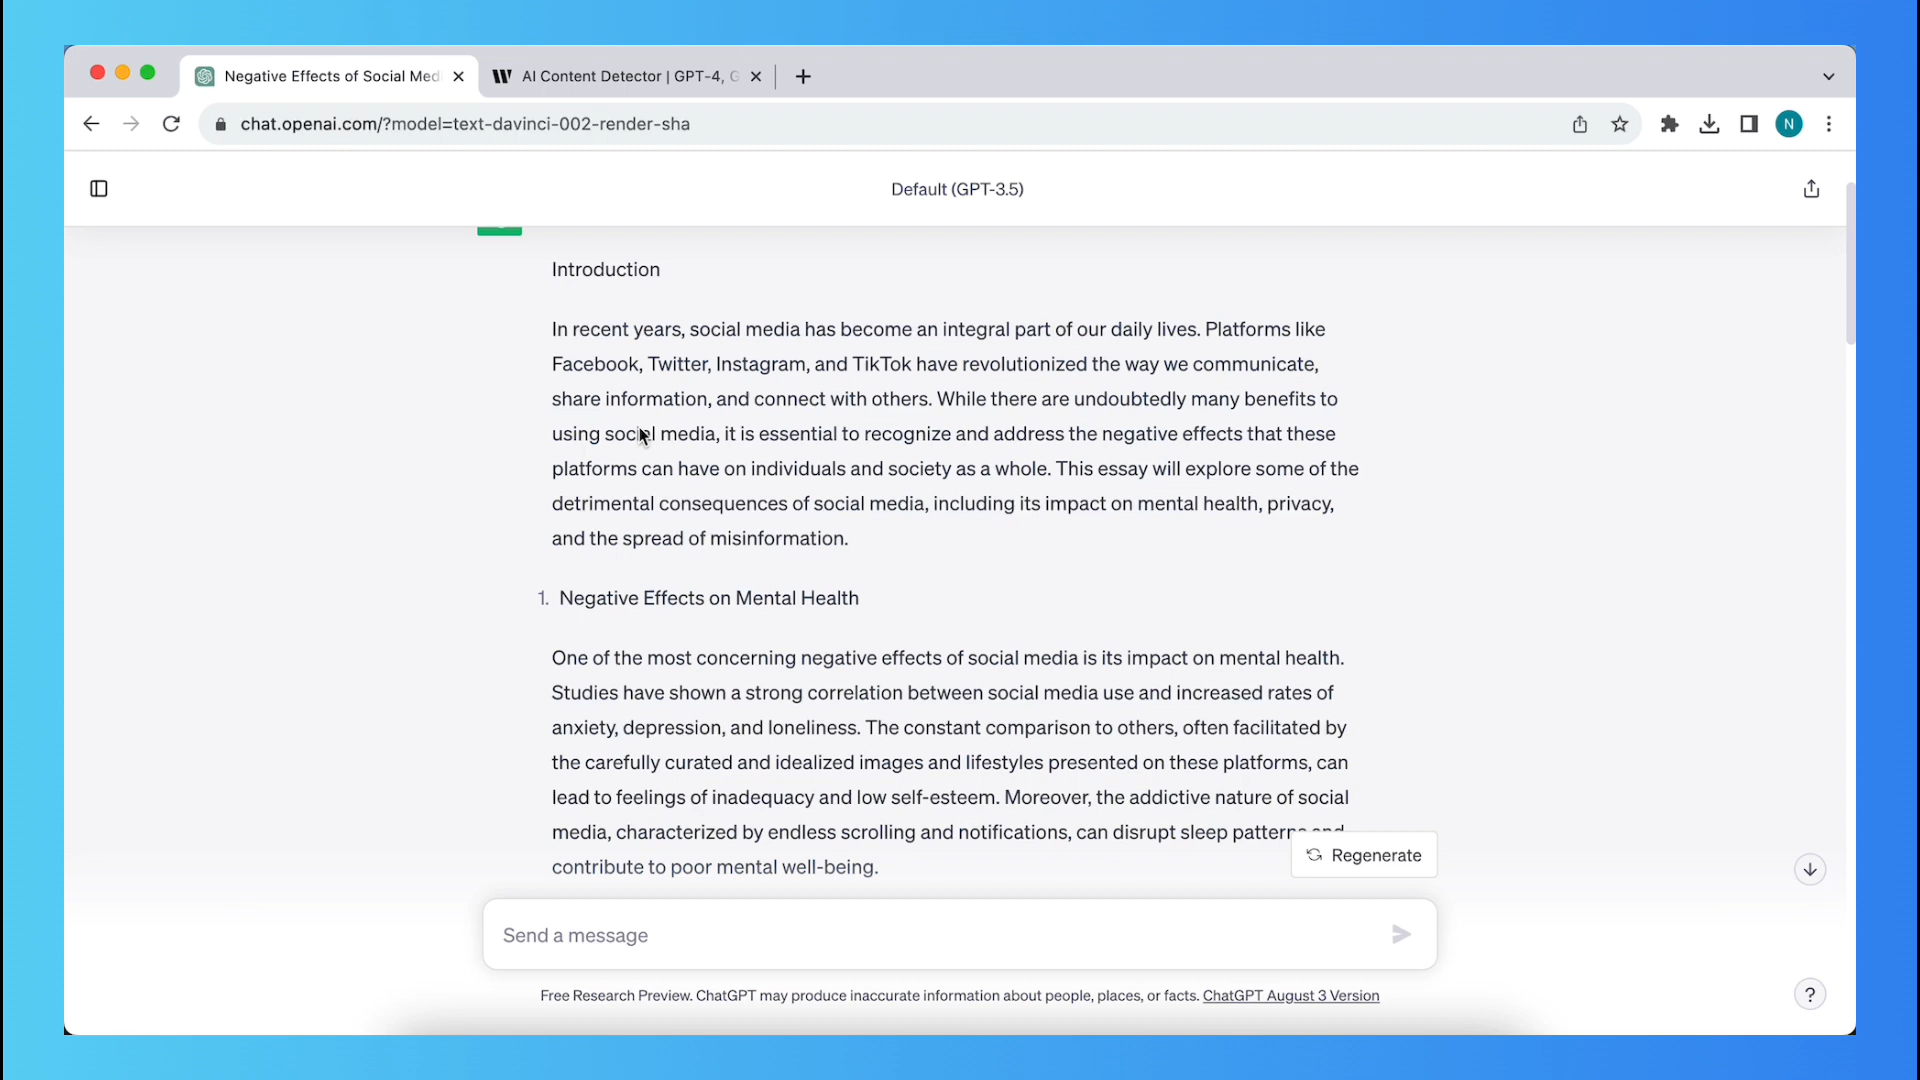 Negative Effects of Social Med
AI Content Detector | GPT-4, G
chat.openai.com/?model=text-davinci-002-render-sha
N
Default (GPT-3.5)
Introduction
In recent years, social media has become an integral part of our daily lives. Platforms like
Facebook, Twitter, Instagram, and TikTok have revolutionized the way we communicate,
share information, and connect with others. While there are undoubtedly many benefits to
using social media, it is essential to recognize and address the negative effects that these
platforms can have on individuals and society as a whole. This essay will explore some of the
detrimental consequences of social media, including its impact on mental health, privacy,
and the spread of misinformation.
1. Negative Effects on Mental Health
One of the most concerning negative effects of social media is its impact on mental health.
Studies have shown a strong correlation between social media use and increased rates of
anxiety, depression, and loneliness. The constant comparison to others, often facilitated by
the carefully curated and idealized images and lifestyles presented on these platforms, can
lead to feelings of inadequacy and low self-esteem. Moreover, the addictive nature of social
media, characterized by endless scrolling and notifications, can disrupt sleep patterns and
contribute to poor mental well-being.
Regenerate
Send a message
Free Research Preview. ChatGPT may produce inaccurate information about people, places, or facts. ChatGPT August 3 Version
?